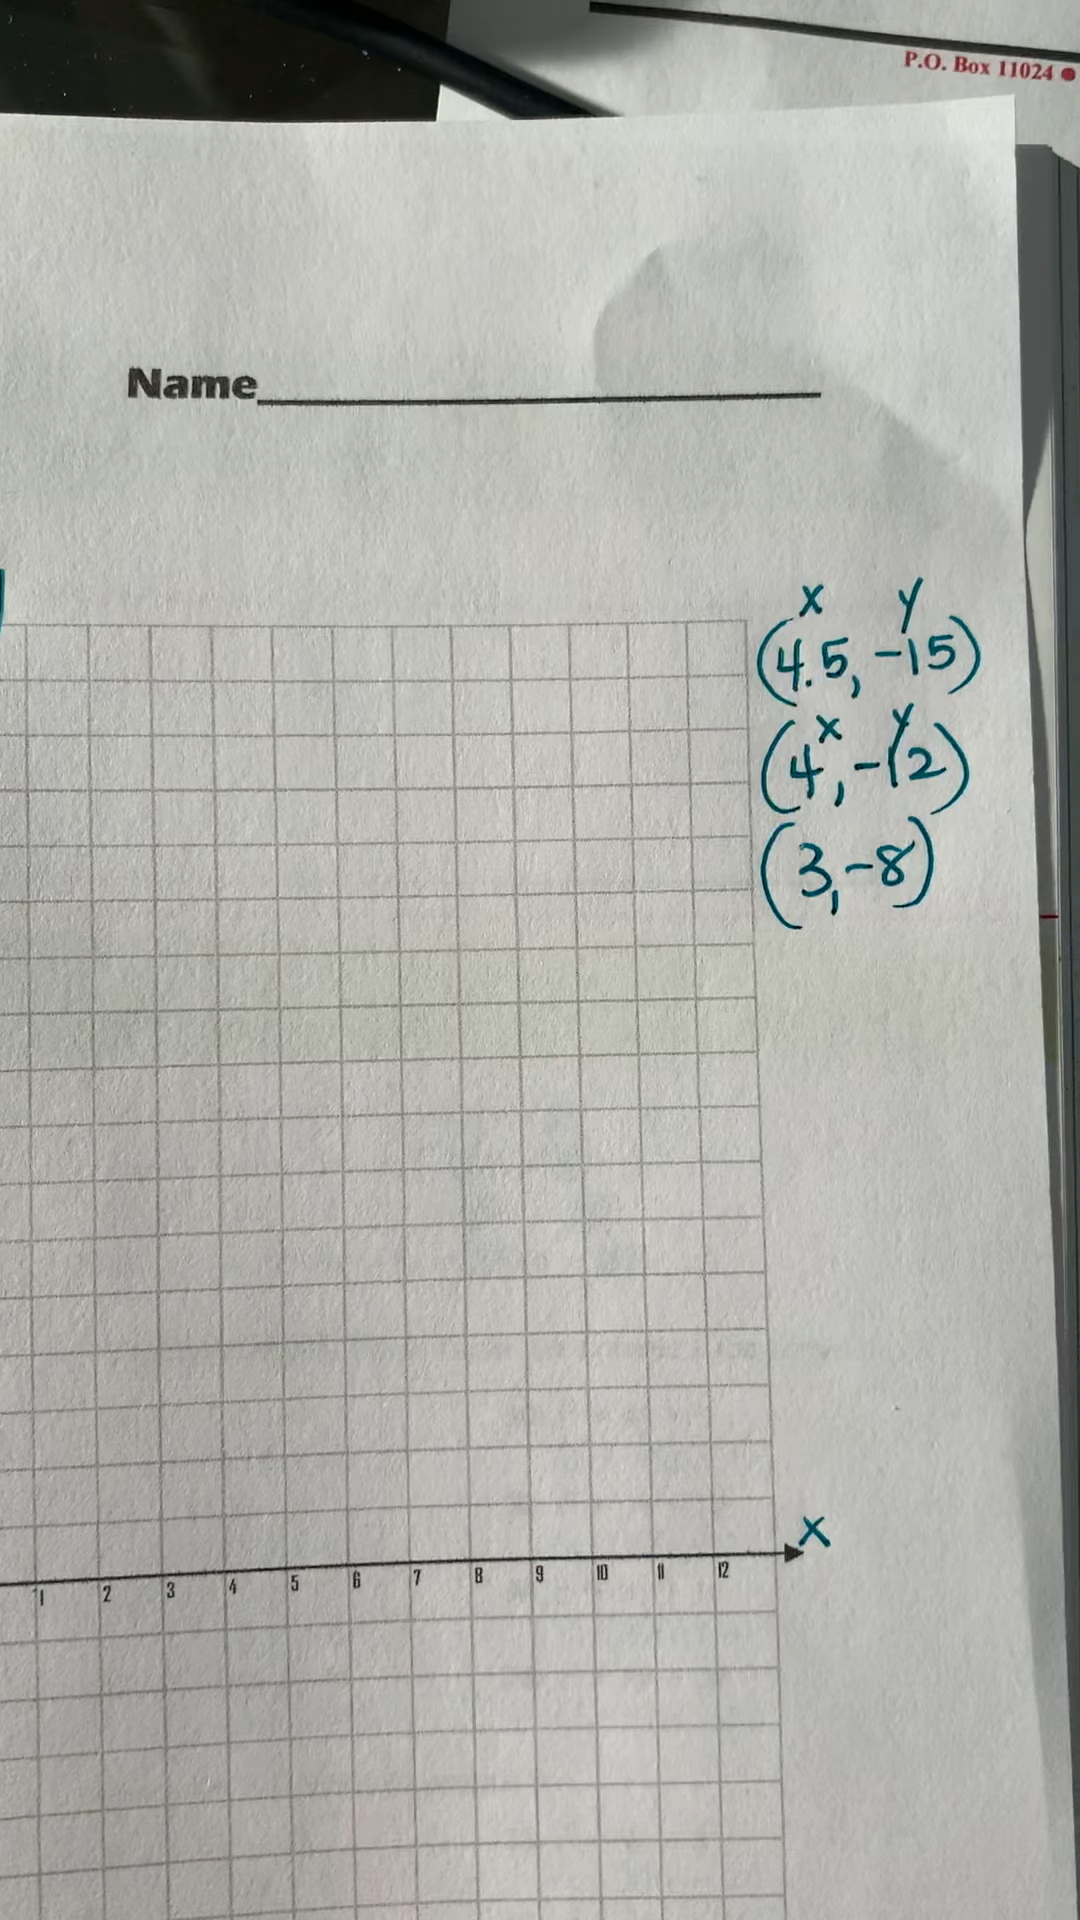 P.O. Box 11024 ●
Name
x y
(4.5, -15)
x y
(4, -12)
(3, -8)
x
1 2 3 4 5 6 7 8 9 10 11 12